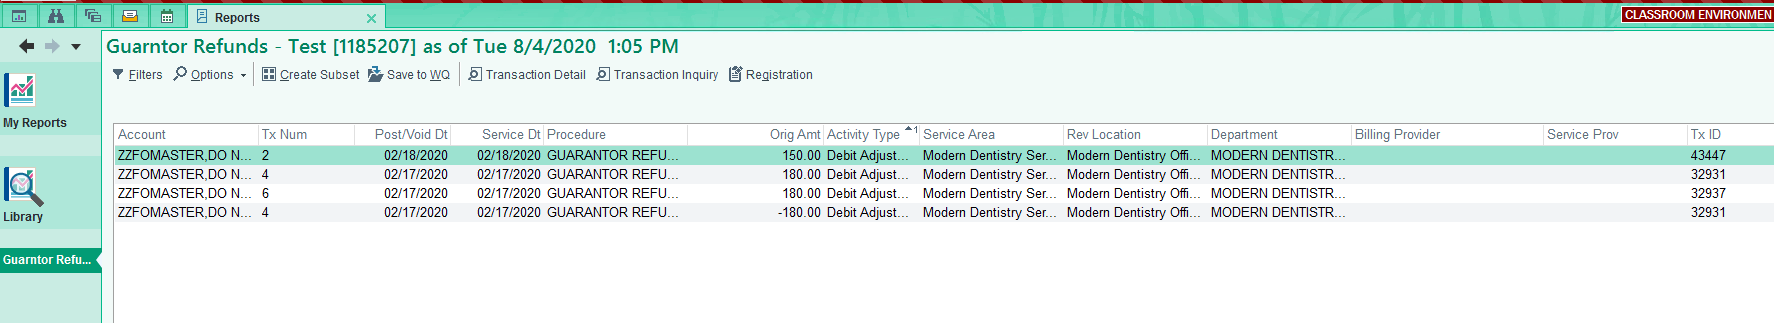 Reports
CLASSROOM ENVIRONMEN
Guarntor Refunds - Test [1185207] as of Tue 8/4/2020 1:05 PM
Filters Options Create Subset Save to WQ Transaction Detail Transaction Inquiry Registration
My Reports
Library
Guarntor Refu...
Account Tx Num Post/Void Dt Service Dt Procedure Orig Amt Activity Type 1 Service Area Rev Location Department Billing Provider Service Prov Tx ID
ZZFOMASTER,DO N... 2 02/18/2020 02/18/2020 GUARANTOR REFU... 150.00 Debit Adjust... Modern Dentistry Ser... Modern Dentistry Offi... MODERN DENTISTR... 43447
ZZFOMASTER,DO N... 4 02/17/2020 02/17/2020 GUARANTOR REFU... 180.00 Debit Adjust... Modern Dentistry Ser... Modern Dentistry Offi... MODERN DENTISTR... 32931
ZZFOMASTER,DO N... 6 02/17/2020 02/17/2020 GUARANTOR REFU... 180.00 Debit Adjust... Modern Dentistry Ser... Modern Dentistry Offi... MODERN DENTISTR... 32937
ZZFOMASTER,DO N... 4 02/17/2020 02/17/2020 GUARANTOR REFU... -180.00 Debit Adjust... Modern Dentistry Ser... Modern Dentistry Offi... MODERN DENTISTR... 32931